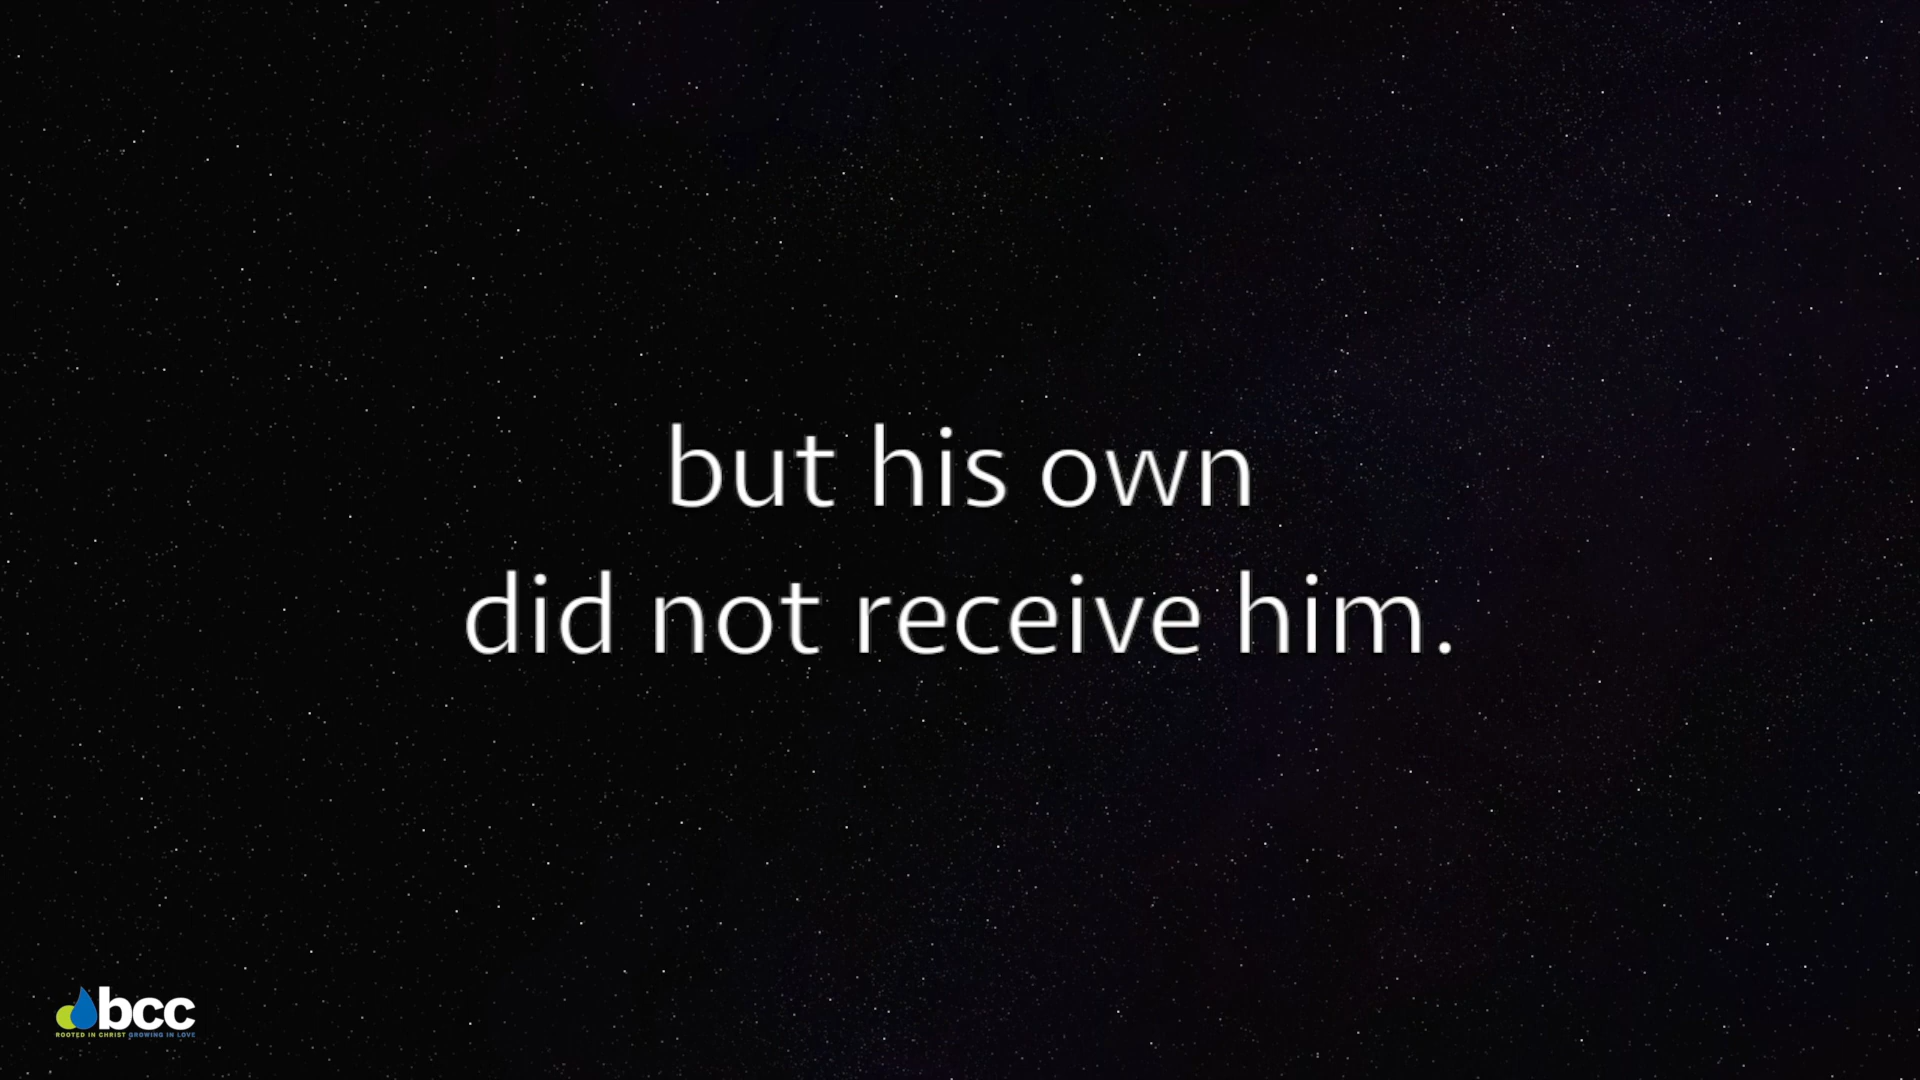 but his own
did not receive him.
bcc
ROOTED IN CHRIST GROWING IN LOVE